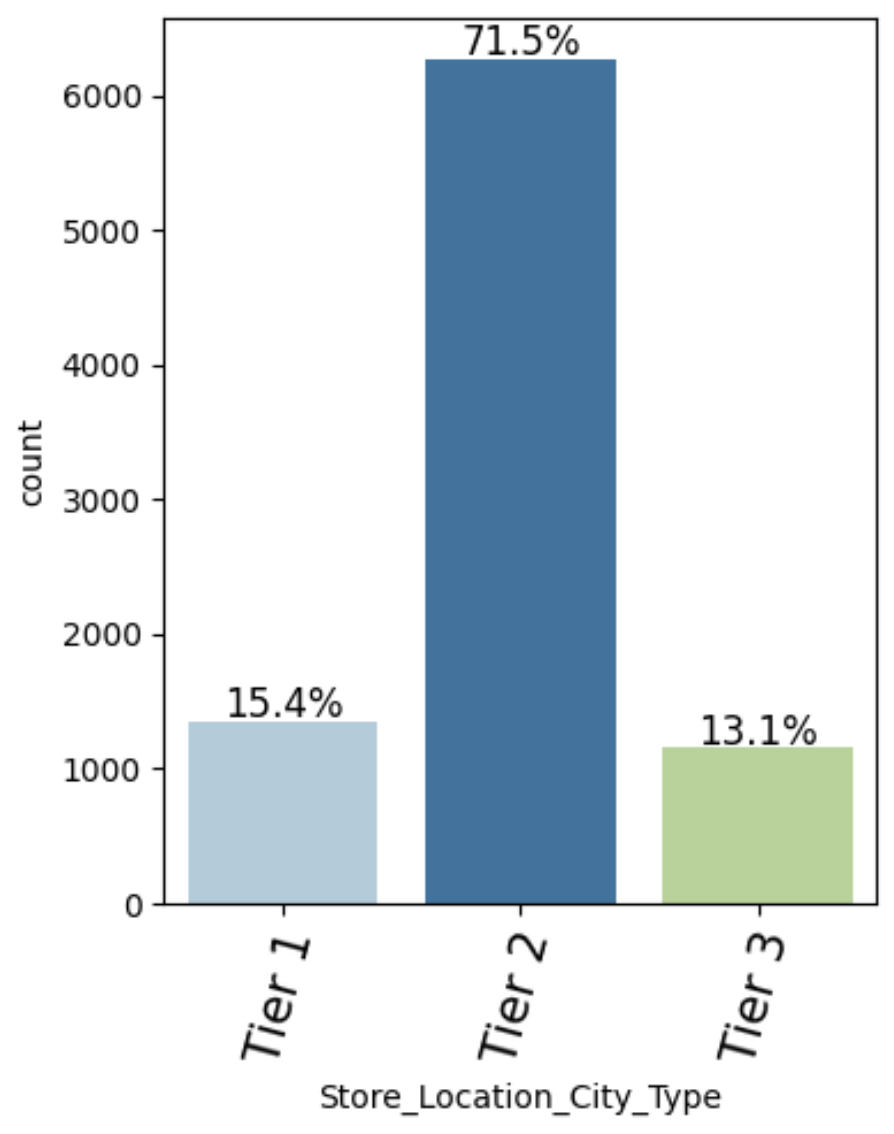 71.5%
6000
5000
4000
count
3000
2000
15.4%
13.1%
1000
0
Tier 1
Tier 2
Tier 3
Store_Location_City_Type